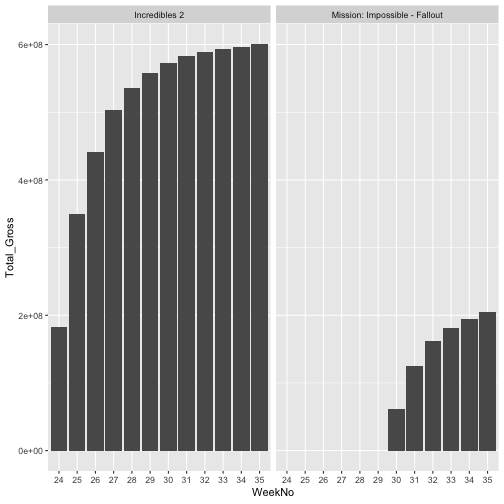 Incredibles 2
Mission: Impossible - Fallout
Total_Gross
6e+08
4e+08
2e+08
0e+00
24 25 26 27 28 29 30 31 32 33 34 35
24 25 26 27 28 29 30 31 32 33 34 35
WeekNo